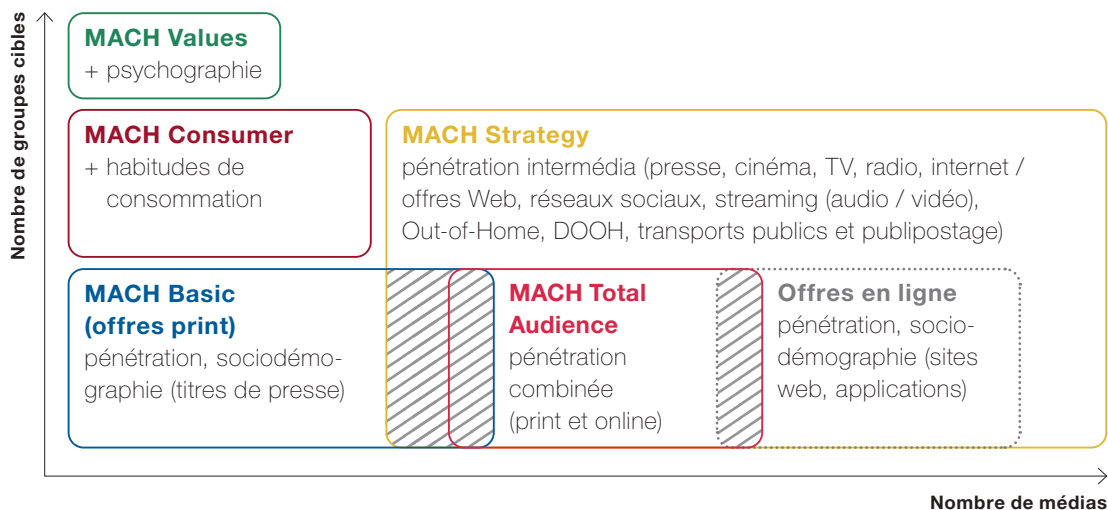 Nombre de groupes cibles
MACH Values
+ psychographie
MACH Consumer
+ habitudes de
consommation
MACH Strategy
pénétration intermédia (presse, cinéma, TV, radio, internet /
offres Web, réseaux sociaux, streaming (audio / vidéo),
Out-of-Home, DOOH, transports publics et publipostage)
MACH Basic
(offres print)
pénétration, sociodémo-
graphie (titres de presse)
MACH Total
Audience
pénétration
combinée
(print et online)
Offres en ligne
pénétration, socio-
démographie (sites
web, applications)
Nombre de médias